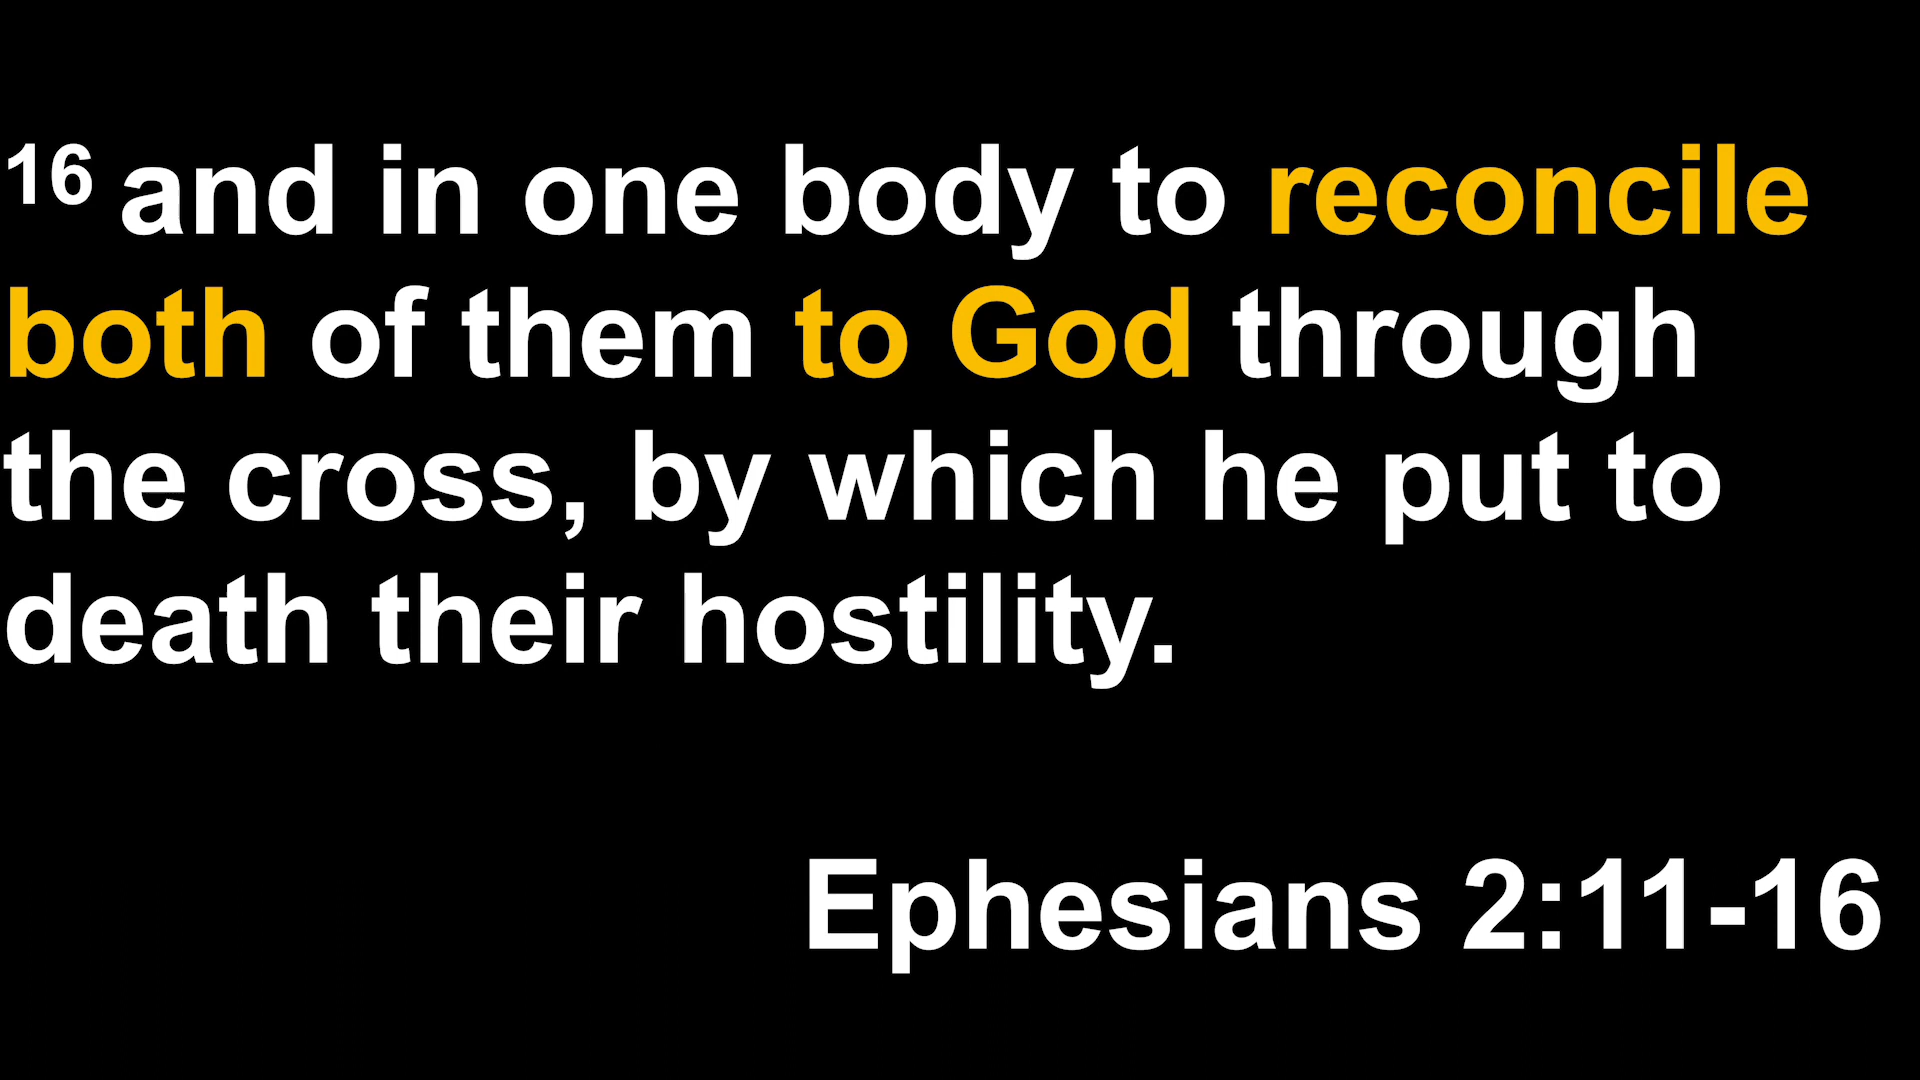 16 and in one body to reconcile
both of them to God through
the cross, by which he put to
death their hostility.
Ephesians 2:11-16